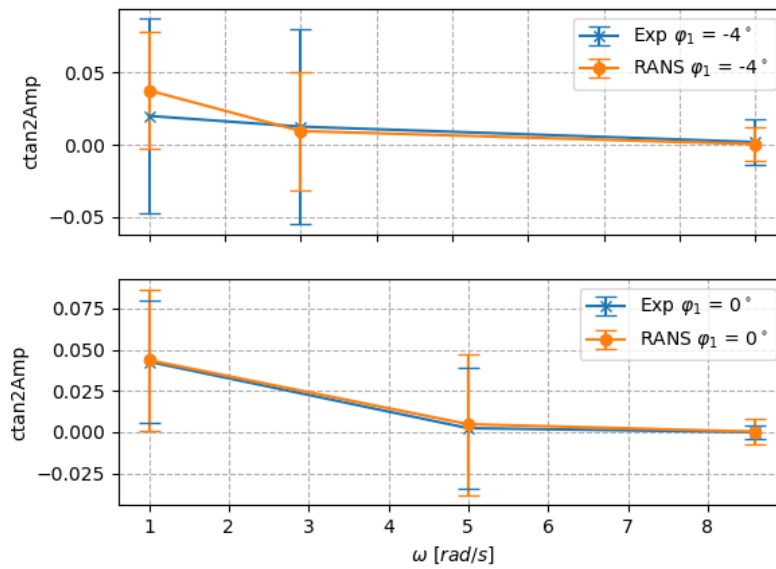 ctan2Amp
0.05
0.00
−0.05
Exp φ₁ = -4°
RANS φ₁ = -4°
ctan2Amp
0.075
0.050
0.025
0.000
−0.025
Exp φ₁ = 0°
RANS φ₁ = 0°
1 2 3 4 5 6 7 8
ω [rad/s]